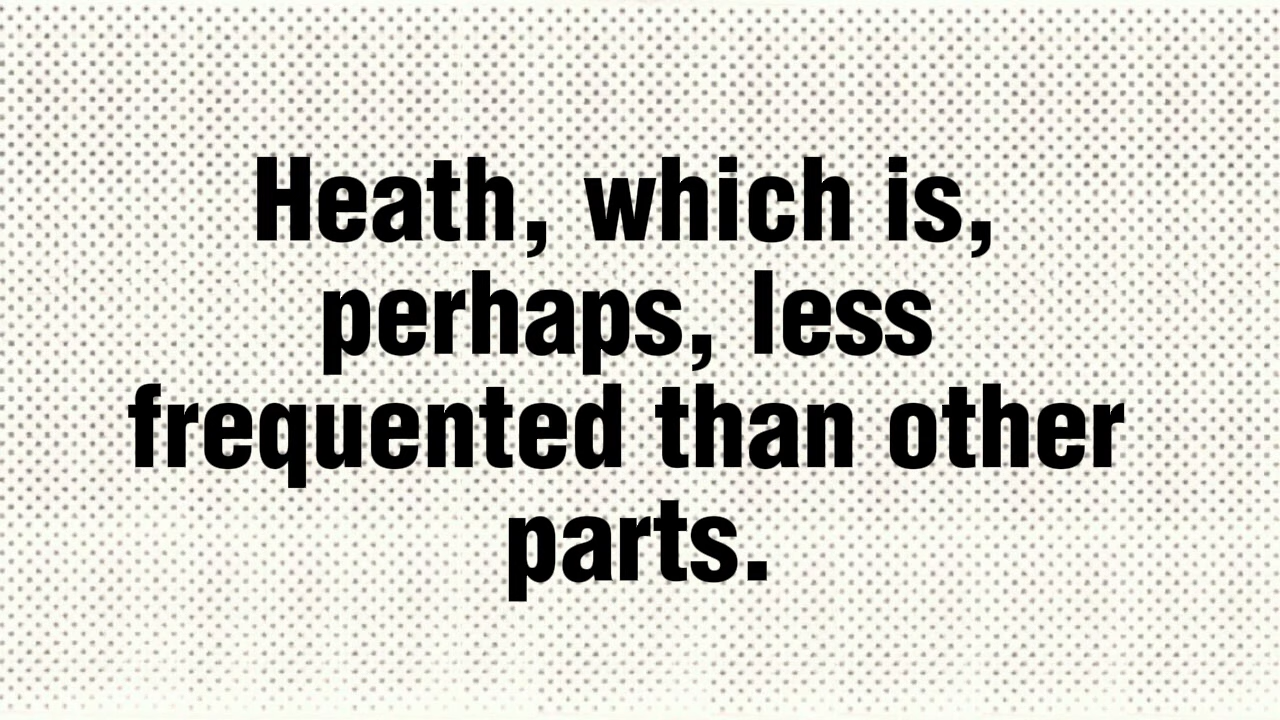 Heath, which is,
perhaps, less
frequented than other
parts.